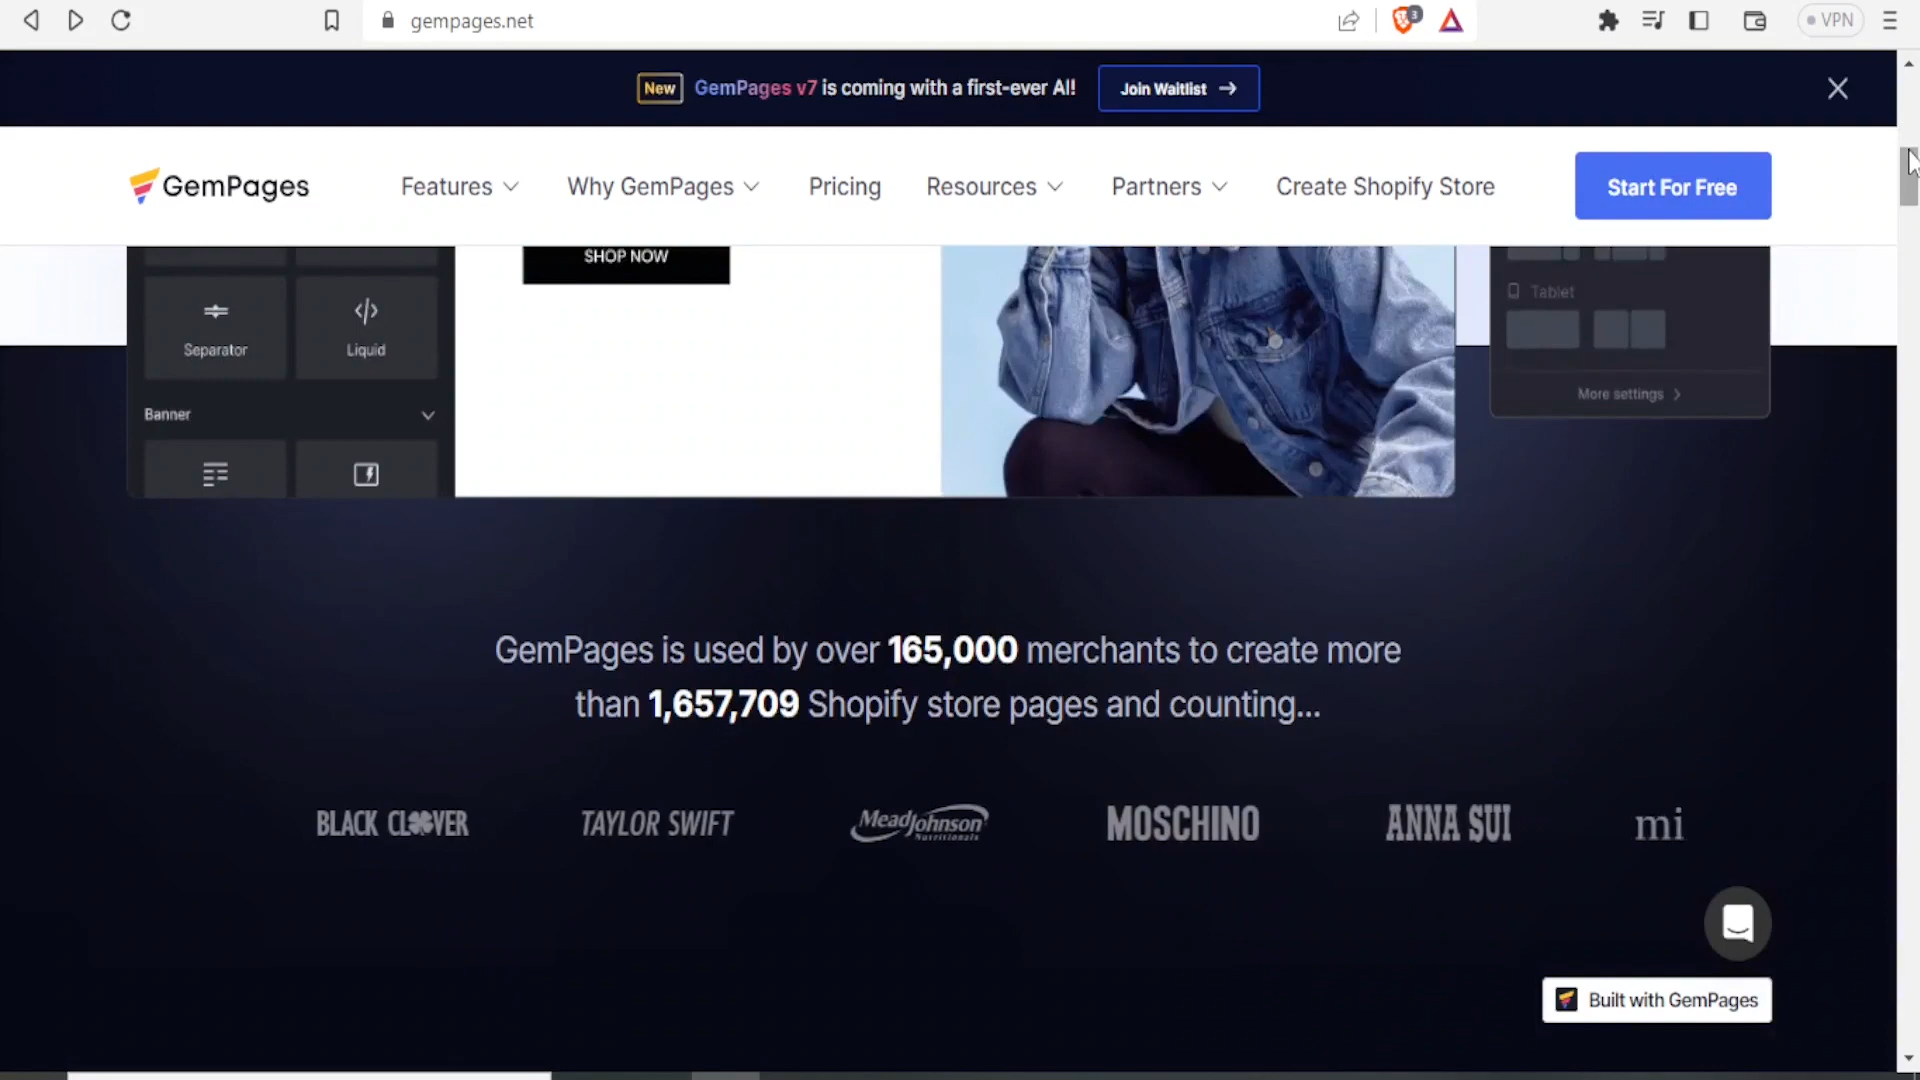 gempages.net
3
VPN
New GemPages v7 is coming with a first-ever AI! Join Waitlist →
GemPages
Features
Why GemPages
Pricing
Resources
Partners
Create Shopify Store
Start For Free
SHOP NOW
Separator
Liquid
Banner
Tablet
More settings
GemPages is used by over 165,000 merchants to create more
than 1,657,709 Shopify store pages and counting...
BLACK CLOVER
TAYLOR SWIFT
MeadJohnson
Nutritionals
MOSCHINO
ANNA SUI
mi
Built with GemPages